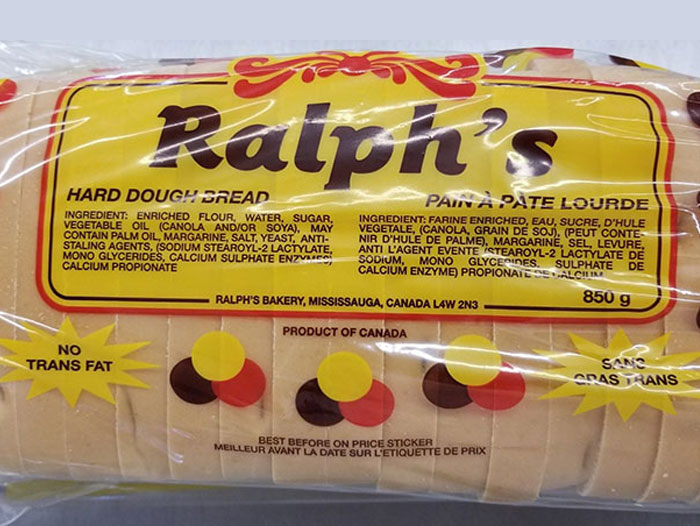 Ralph's
HARD DOUGH BREAD
INGREDIENT: ENRICHED FLOUR, WATER, SUGAR,
VEGETABLE OIL, (CANOLA AND/OR SOYA), MAY
CONTAIN PALM OIL, MARGARINE, SALT, YEAST, ANTI-
STALING AGENTS, (SODIUM STEAROYL-2 LACTYLATE,
MONO GLYCERIDES, CALCIUM SULPHATE ENZYMES)
CALCIUM PROPIONATE
PAIN À PATE LOURDE
INGREDIENT: FARINE ENRICHED, EAU, SUCRE, D'HULE
VEGETALE, (CANOLA, GRAIN DE SOJ), (PEUT CONTE-
NIR D'HULE DE PALME), MARGARINE, SEL, LEVURE,
ANTI L'AGENT EVENTE (STEAROYL-2 LACTYLATE DE
SODIUM, MONO GLYCERIDES, SULPHATE DE
CALCIUM ENZYME) PROPIONATE DE CALCIUM
850 g
RALPH'S BAKERY, MISSISSAUGA, CANADA L4W 2N3
PRODUCT OF CANADA
NO
TRANS FAT
SANS
GRAS TRANS
BEST BEFORE ON PRICE STICKER
MEILLEUR AVANT LA DATE SUR L'ETIQUETTE DE PRIX